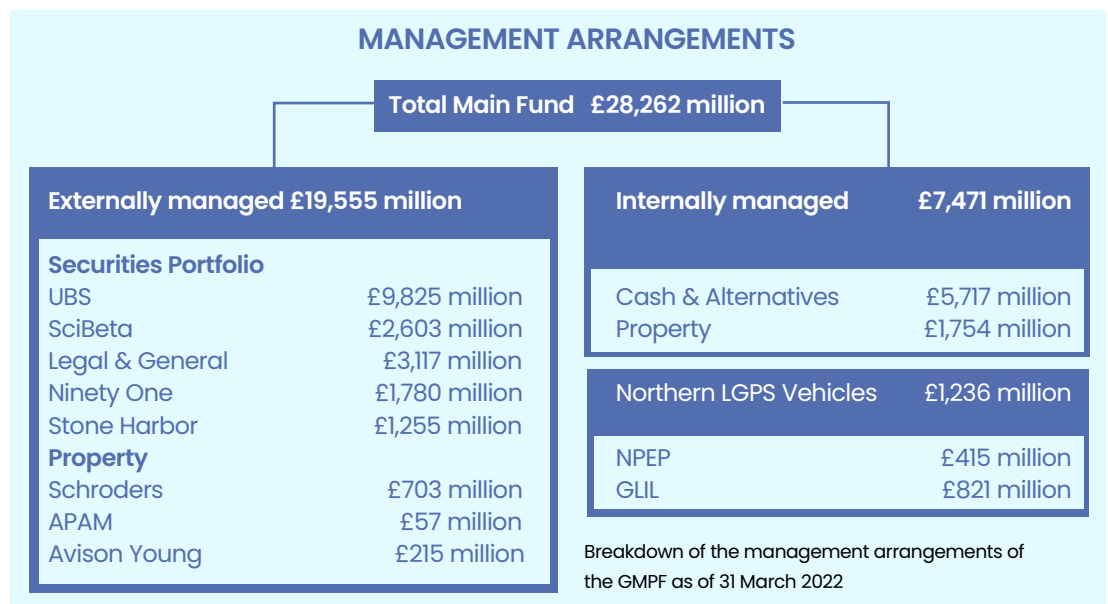 MANAGEMENT ARRANGEMENTS
Total Main Fund £28,262 million
Externally managed £19,555 million
Securities Portfolio
UBS £9,825 million
SciBeta £2,603 million
Legal & General £3,117 million
Ninety One £1,780 million
Stone Harbor £1,255 million
Property
Schroders £703 million
APAM £57 million
Avison Young £215 million
Internally managed £7,471 million
Cash & Alternatives £5,717 million
Property £1,754 million
Northern LGPS Vehicles £1,236 million
NPEP £415 million
GLIL £821 million
Breakdown of the management arrangements of
the GMPF as of 31 March 2022